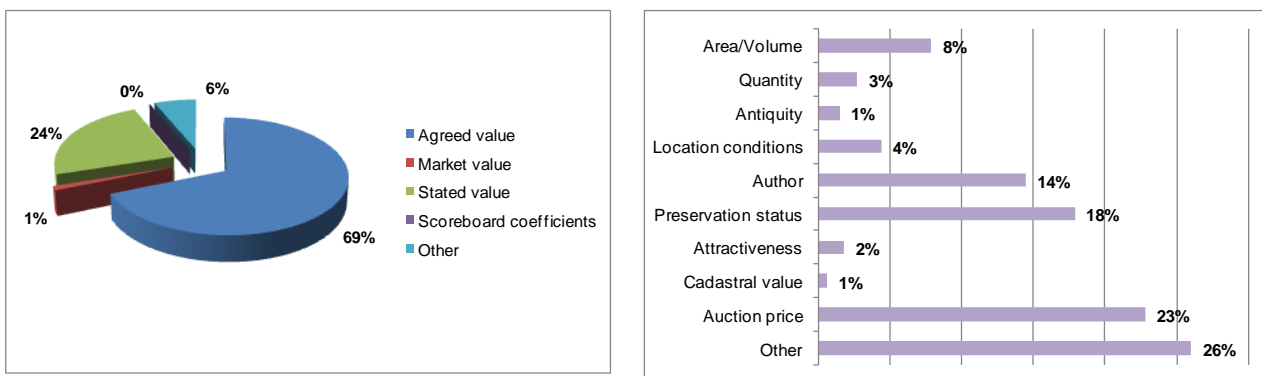 0%
6%
24%
1%
69%
Agreed value
Market value
Stated value
Scoreboard coefficients
Other
Area/Volume 8%
Quantity 3%
Antiquity 1%
Location conditions 4%
Author 14%
Preservation status 18%
Attractiveness 2%
Cadastral value 1%
Auction price 23%
Other 26%